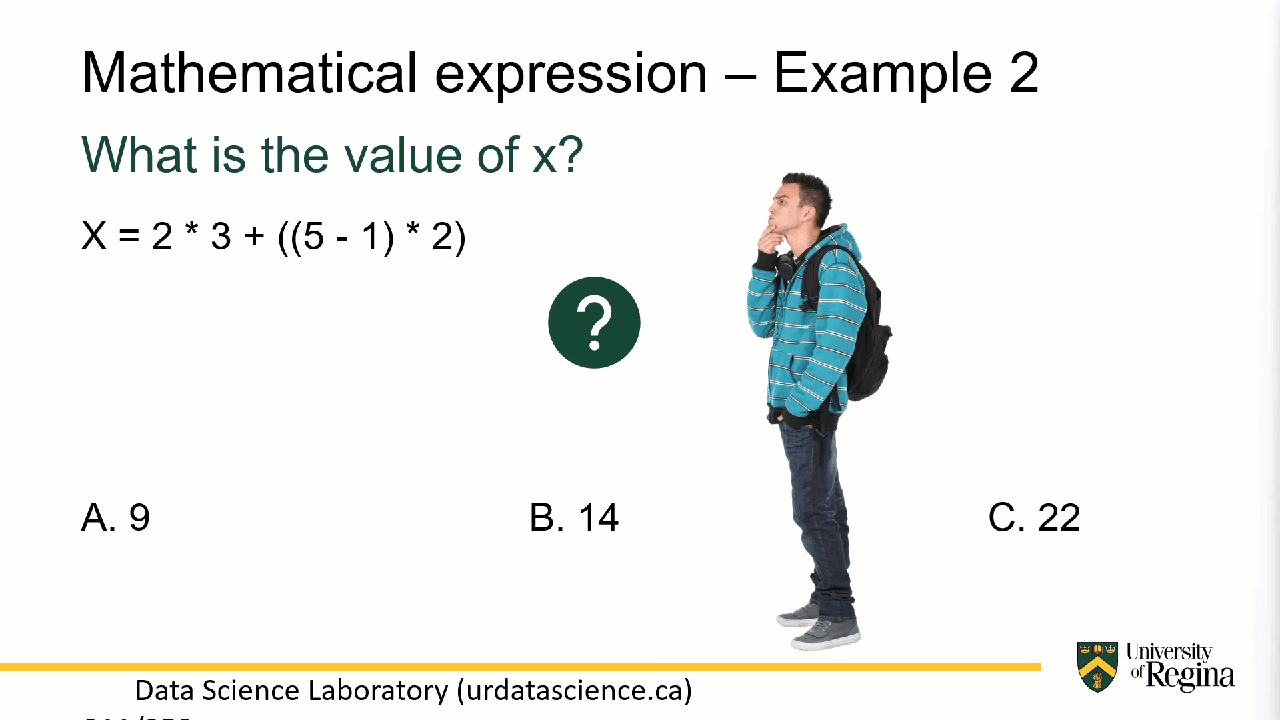 Mathematical expression – Example 2
What is the value of x?
X = 2 * 3 + ((5 - 1) * 2)
?
A. 9
B. 14
C. 22
University
of Regina
Data Science Laboratory (urdatascience.ca)